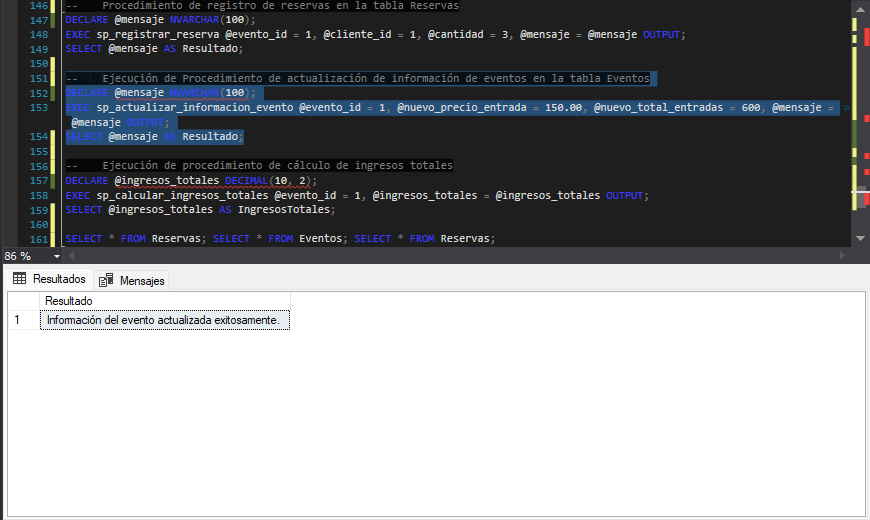 146 --    Procedimiento de registro de reservas en la tabla Reservas
147 DECLARE @mensaje NVARCHAR(100);
148 EXEC sp_registrar_reserva @evento_id = 1, @cliente_id = 1, @cantidad = 3, @mensaje = @mensaje OUTPUT;
149 SELECT @mensaje AS Resultado;
150
151 --    Ejecución de Procedimiento de actualización de información de eventos en la tabla Eventos
152 DECLARE @mensaje NVARCHAR(100);
153 EXEC sp_actualizar_informacion_evento @evento_id = 1, @nuevo_precio_entrada = 150.00, @nuevo_total_entradas = 600, @mensaje =
@mensaje OUTPUT;
154 SELECT @mensaje AS Resultado;
155
156 --    Ejecución de procedimiento de cálculo de ingresos totales
157 DECLARE @ingresos_totales DECIMAL(10, 2);
158 EXEC sp_calcular_ingresos_totales @evento_id = 1, @ingresos_totales = @ingresos_totales OUTPUT;
159 SELECT @ingresos_totales AS IngresosTotales;
160
161 SELECT * FROM Reservas; SELECT * FROM Eventos; SELECT * FROM Reservas;
86 %
Resultados Mensajes
Resultado
1 Información del evento actualizada exitosamente.